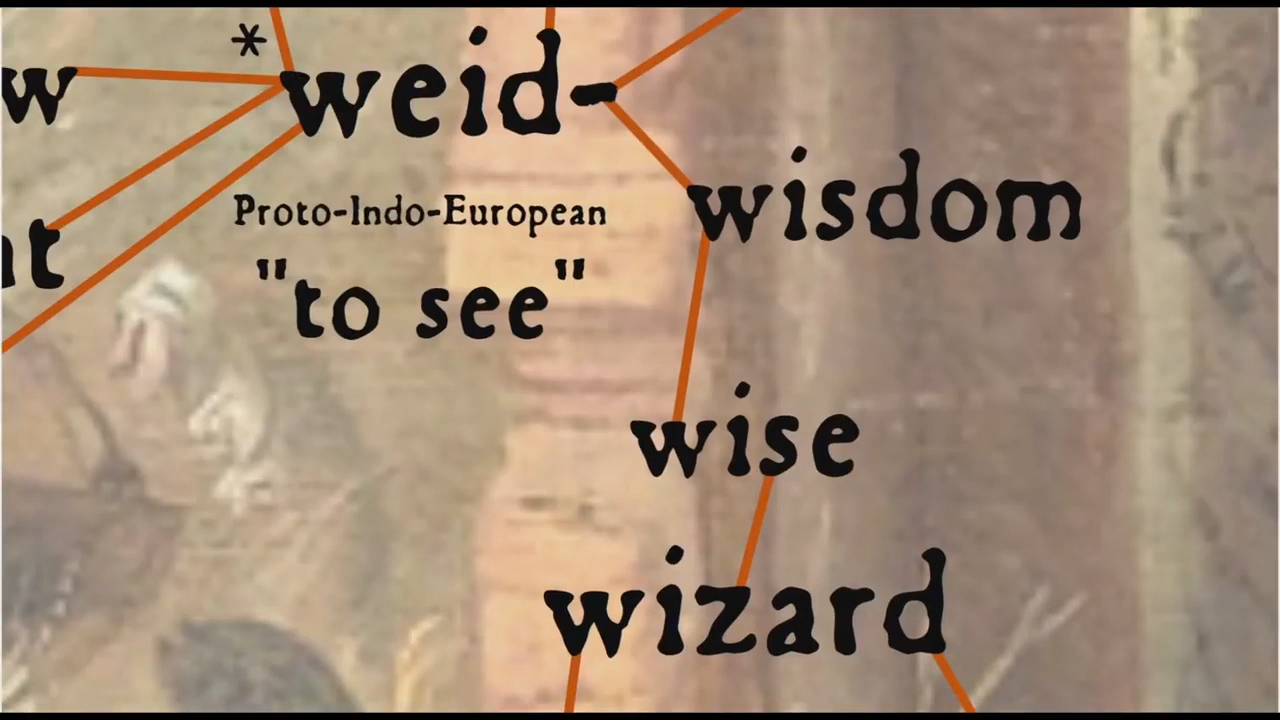 *weid-
w
Proto-Indo-European
wisdom
"to see"
wise
wizard